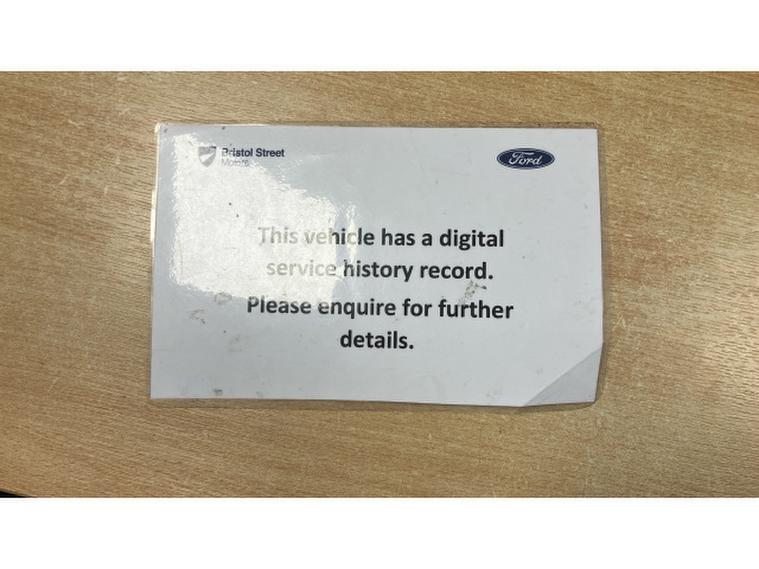 Bristol Street
Motors
Ford
This vehicle has a digital
service history record.
Please enquire for further
details.